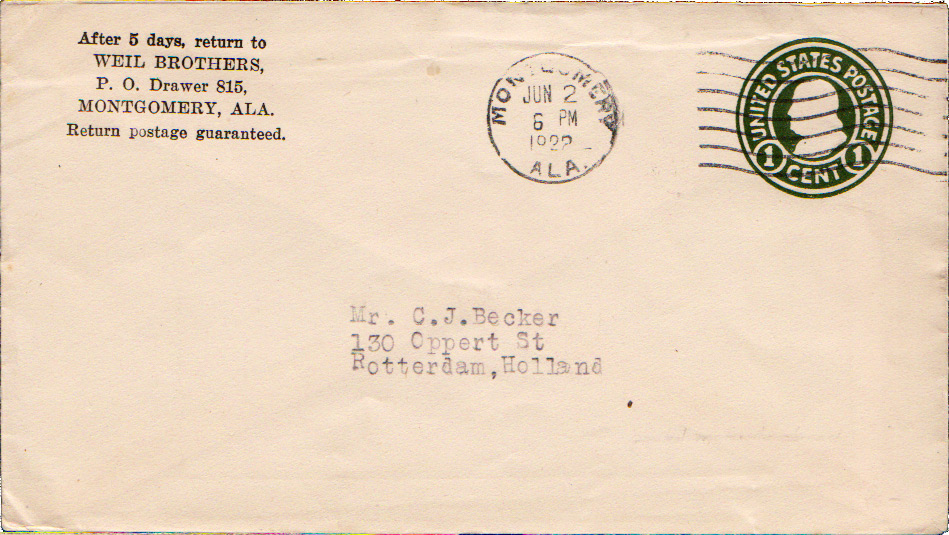 After 5 days, return to
WEIL BROTHERS,
P. O. Drawer 815,
MONTGOMERY, ALA.
Return postage guaranteed.
MONTGOMERY
JUN 2
6 PM
1922
ALA.
UNITED STATES POSTAGE
1 CENT 1
Mr. C.J.Becker
130 Oppert St
Rotterdam,Holland